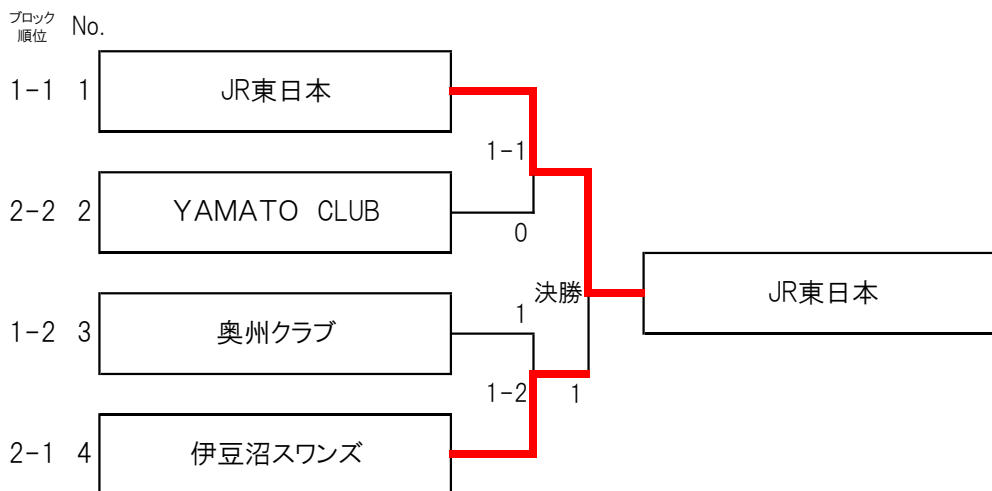 ブロック
順位
No.
1-1 1 JR東日本
1-1
2-2 2 YAMATO CLUB
0
決勝
JR東日本
1
1-2 3 奥州クラブ
1-2
1
2-1 4 伊豆沼スワンズ